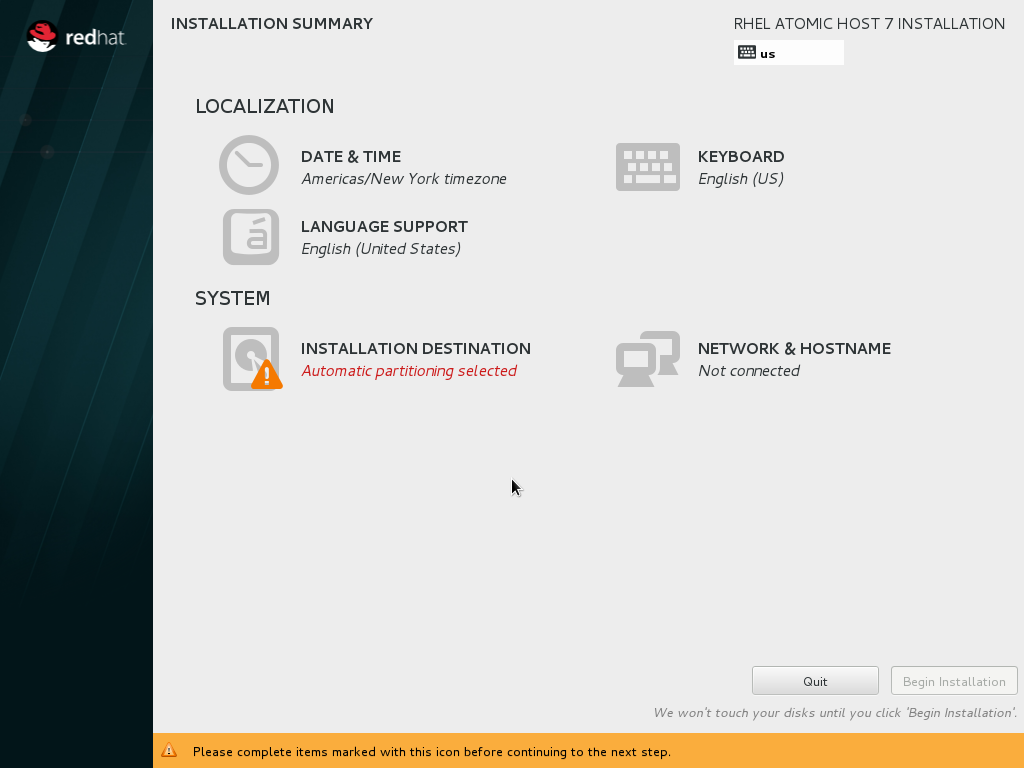 redhat.
INSTALLATION SUMMARY
RHEL ATOMIC HOST 7 INSTALLATION
us
LOCALIZATION
DATE & TIME
Americas/New York timezone
KEYBOARD
English (US)
á
LANGUAGE SUPPORT
English (United States)
SYSTEM
INSTALLATION DESTINATION
Automatic partitioning selected
NETWORK & HOSTNAME
Not connected
Quit
Begin Installation
We won't touch your disks until you click 'Begin Installation'.
Please complete items marked with this icon before continuing to the next step.